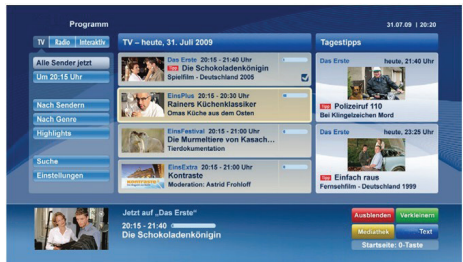 Programm
31.07.09 | 20:20
TV Radio Interaktiv
Alle Sender jetzt
Um 20:15 Uhr
Nach Sendern
Nach Genre
Highlights
Suche
Einstellungen
TV – heute, 31. Juli 2009
Das Erste 20:15 - 21:40 Uhr
Tipp Die Schokoladenkönigin
Spielfilm - Deutschland 2005
EinsPlus 20:15 - 20:30 Uhr
Rainers Küchenklassiker
Omas Küche aus dem Osten
EinsFestival 20:15 - 21:00 Uhr
Die Murmeltiere von Kasach...
Tierdokumentation
EinsExtra 20:15 - 21:00 Uhr
Kontraste
Moderation: Astrid Frohloff
Tagestipps
Das Erste heute, 21:40 Uhr
Tipp Polizeiruf 110
Bei Klingelzeichen Mord
Das Erste heute, 23:25 Uhr
Tipp Einfach raus
Fernsehfilm - Deutschland 1999
Jetzt auf „Das Erste“
20:15 - 21:40
Die Schokoladenkönigin
Ausblenden Verkleinern
Mediathek Text
Startseite: 0-Taste